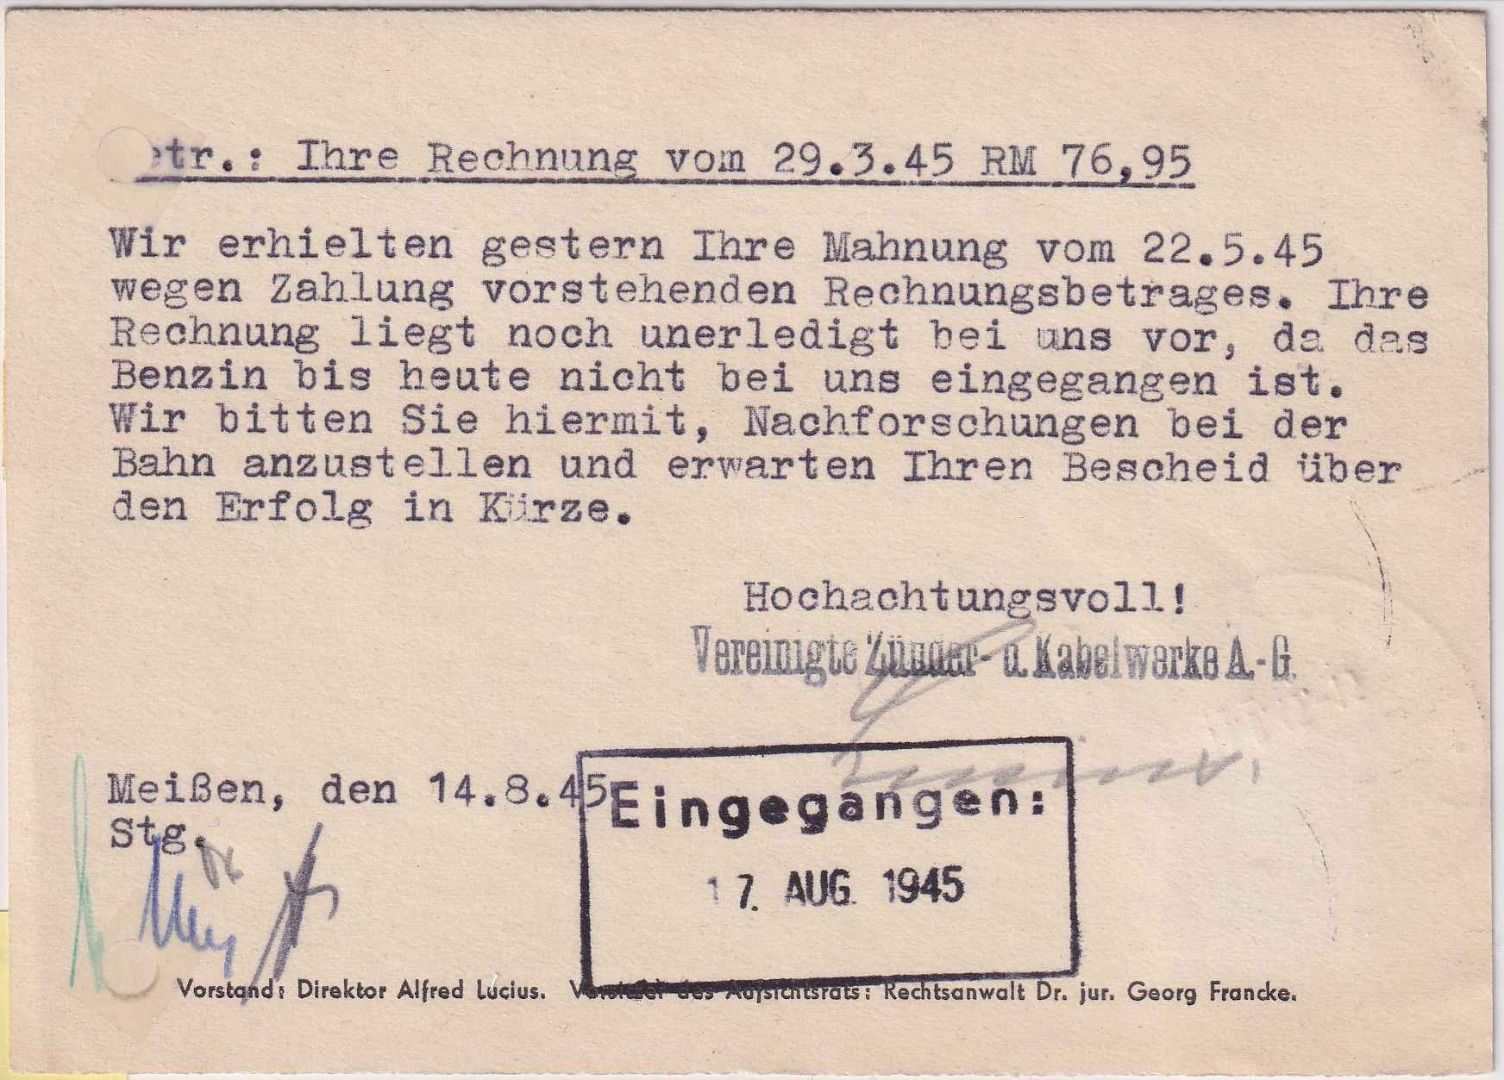 etr.: Ihre Rechnung vom 29.3.45 RM 76,95
Wir erhielten gestern Ihre Mahnung vom 22.5.45
wegen Zahlung vorstehenden Rechnungsbetrages. Ihre
Rechnung liegt noch unerledigt bei uns vor, da das
Benzin bis heute nicht bei uns eingegangen ist.
Wir bitten Sie hiermit, Nachforschungen bei der
Bahn anzustellen und erwarten Ihren Bescheid über
den Erfolg in Kürze.
Hochachtungsvoll!
Vereinigte Zünder- u. Kabelwerke A.-G.
Meißen, den 14.8.45
Stg.
Eingegangen:
17. AUG. 1945
Vorstand: Direktor Alfred Lucius. Vorsitzer des Aufsichtsrats: Rechtsanwalt Dr. jur. Georg Francke.